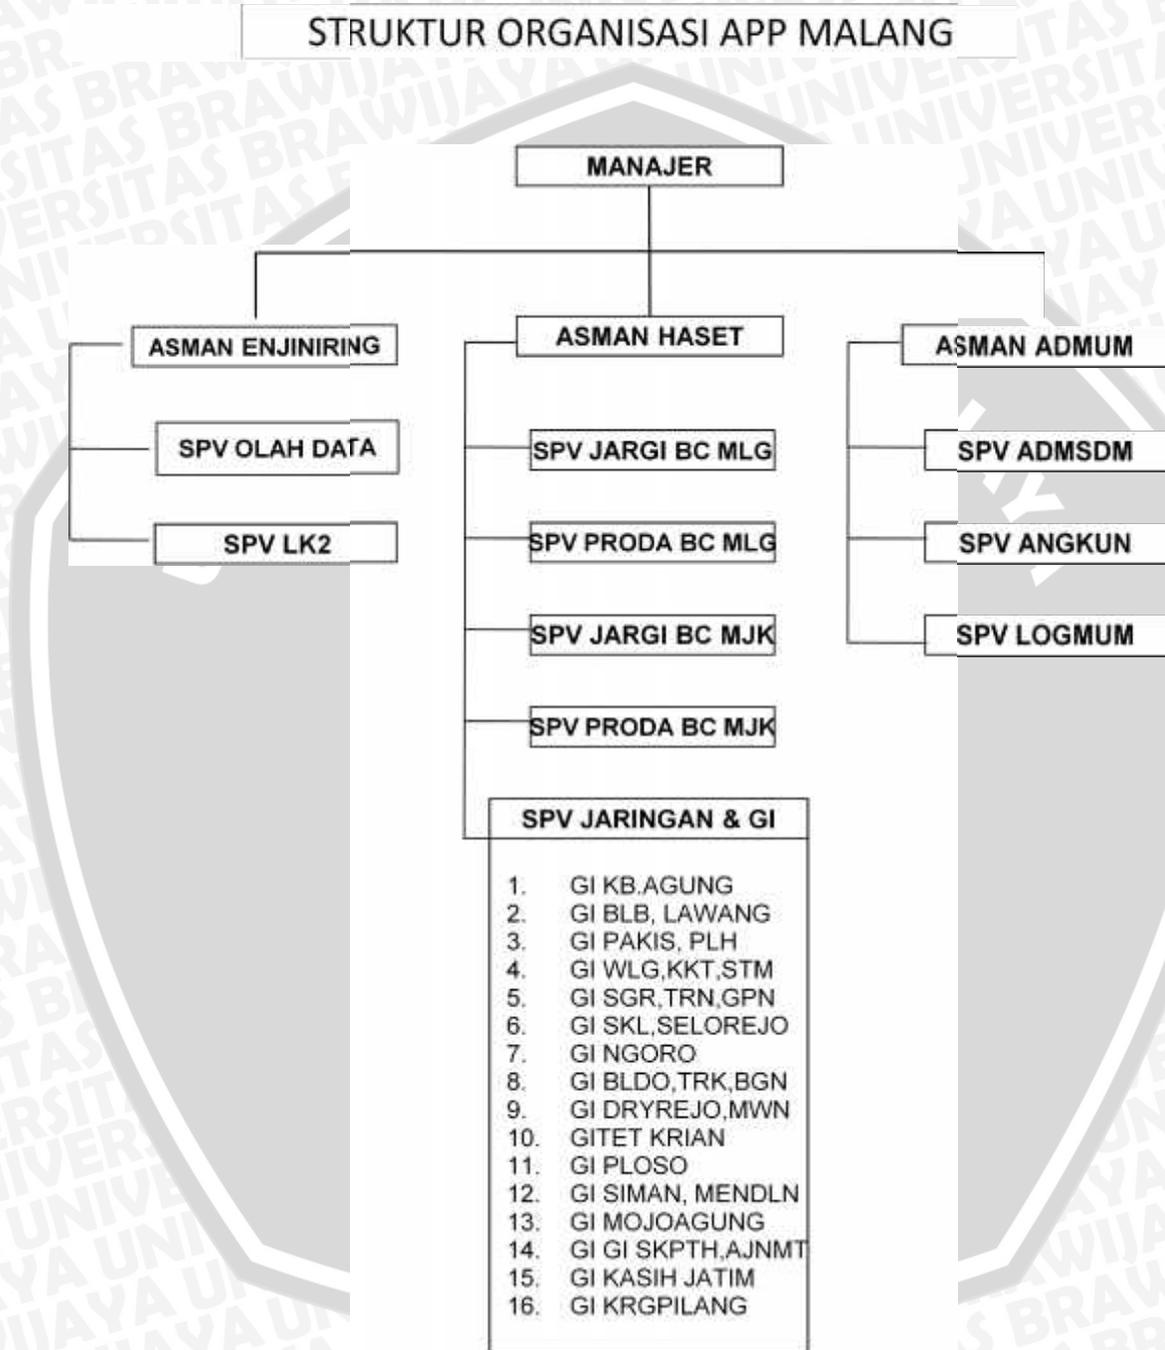 STRUKTUR ORGANISASI APP MALANG
MANAJER
ASMAN ENJINIRING
SPV OLAH DATA
SPV LK2
ASMAN HASET
SPV JARGI BC MLG
SPV PRODA BC MLG
SPV JARGI BC MJK
SPV PRODA BC MJK
SPV JARINGAN & GI
1. GI KB.AGUNG
2. GI BLB, LAWANG
3. GI PAKIS, PLH
4. GI WLG,KKT,STM
5. GI SGR,TRN,GPN
6. GI SKL,SELOREJO
7. GI NGORO
8. GI BLDO,TRK,BGN
9. GI DRYREJO,MWN
10. GITET KRIAN
11. GI PLOSO
12. GI SIMAN, MENDLN
13. GI MOJOAGUNG
14. GI GI SKPTH,AJNMT
15. GI KASIH JATIM
16. GI KRGPILANG
ASMAN ADMUM
SPV ADMSDM
SPV ANGKUN
SPV LOGMUM